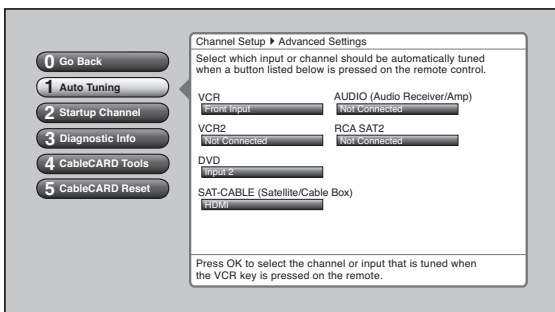 Channel Setup ▸ Advanced Settings
0 Go Back
1 Auto Tuning
2 Startup Channel
3 Diagnostic Info
4 CableCARD Tools
5 CableCARD Reset
Select which input or channel should be automatically tuned
when a button listed below is pressed on the remote control.
VCR
Front Input
AUDIO (Audio Receiver/Amp)
Not Connected
VCR2
Not Connected
RCA SAT2
Not Connected
DVD
Input 2
SAT-CABLE (Satellite/Cable Box)
HDMI
Press OK to select the channel or input that is tuned when
the VCR key is pressed on the remote.